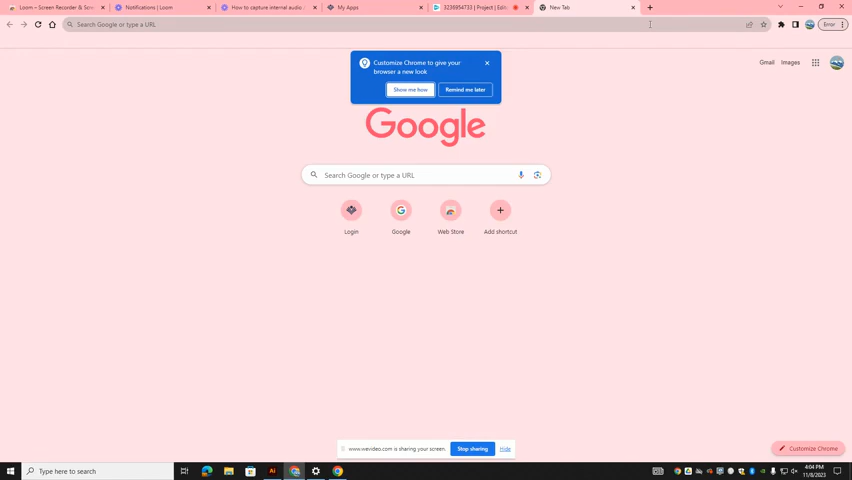 Loom – Screen Recorder & Scre
Notifications | Loom
How to capture internal audio
My Apps
3236954733 | Project | Edit
New Tab
Search Google or type a URL
Error
Customize Chrome to give your
browser a new look
Show me how
Remind me later
Gmail
Images
Google
Search Google or type a URL
Login
Google
Web Store
Add shortcut
www.wevideo.com is sharing your screen.
Stop sharing
Hide
Customize Chrome
Type here to search
Ai
4:04 PM
11/8/2023